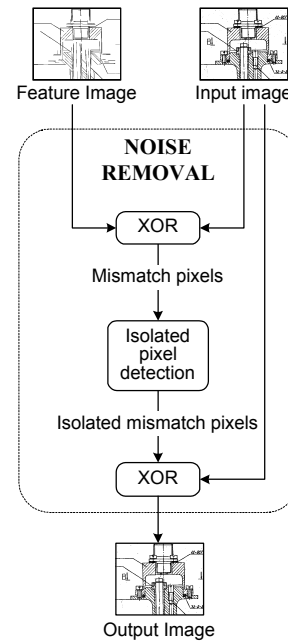 Feature Image
Input image
NOISE
REMOVAL
XOR
Mismatch pixels
Isolated
pixel
detection
Isolated mismatch pixels
XOR
Output Image